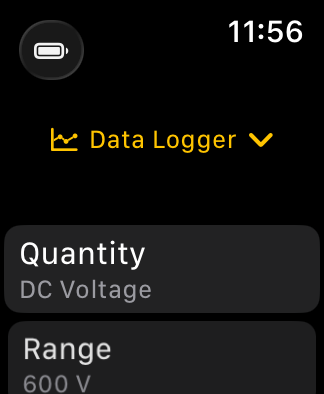 11:56
Data Logger
Quantity
DC Voltage
Range
600 V